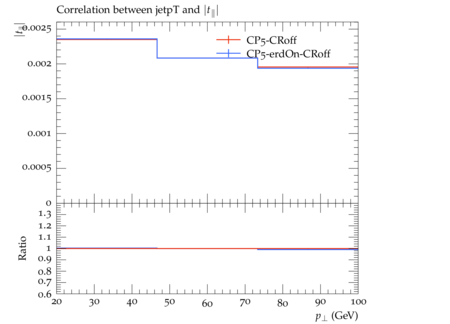 Correlation between jetpT and |t∥|
|t∥|
0.0025
0.002
0.0015
0.001
0.0005
0
CP5-CRoff
CP5-erdOn-CRoff
Ratio
1.3
1.2
1.1
1
0.9
0.8
0.7
0.6
20 30 40 50 60 70 80 90 100
p⊥ (GeV)